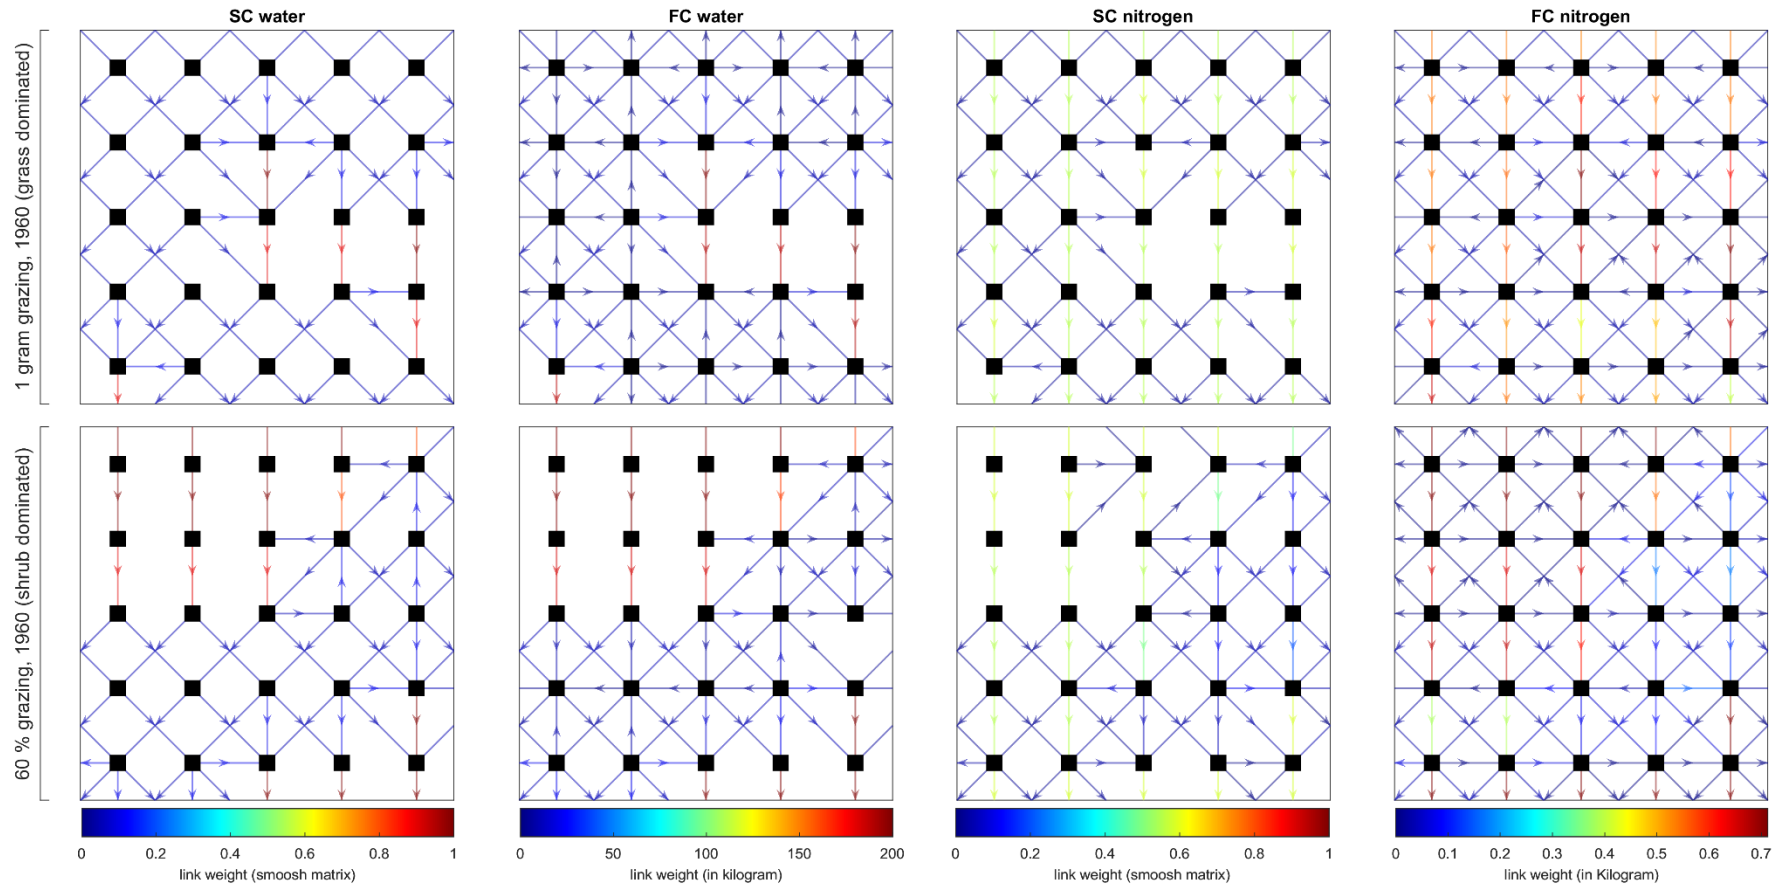 SC water
FC water
SC nitrogen
FC nitrogen
1 gram grazing, 1960 (grass dominated)
60 % grazing, 1960 (shrub dominated)
0 0.2 0.4 0.6 0.8 1
link weight (smoosh matrix)
0 50 100 150 200
link weight (in kilogram)
0 0.2 0.4 0.6 0.8 1
link weight (smoosh matrix)
0 0.1 0.2 0.3 0.4 0.5 0.6 0.7
link weight (in Kilogram)